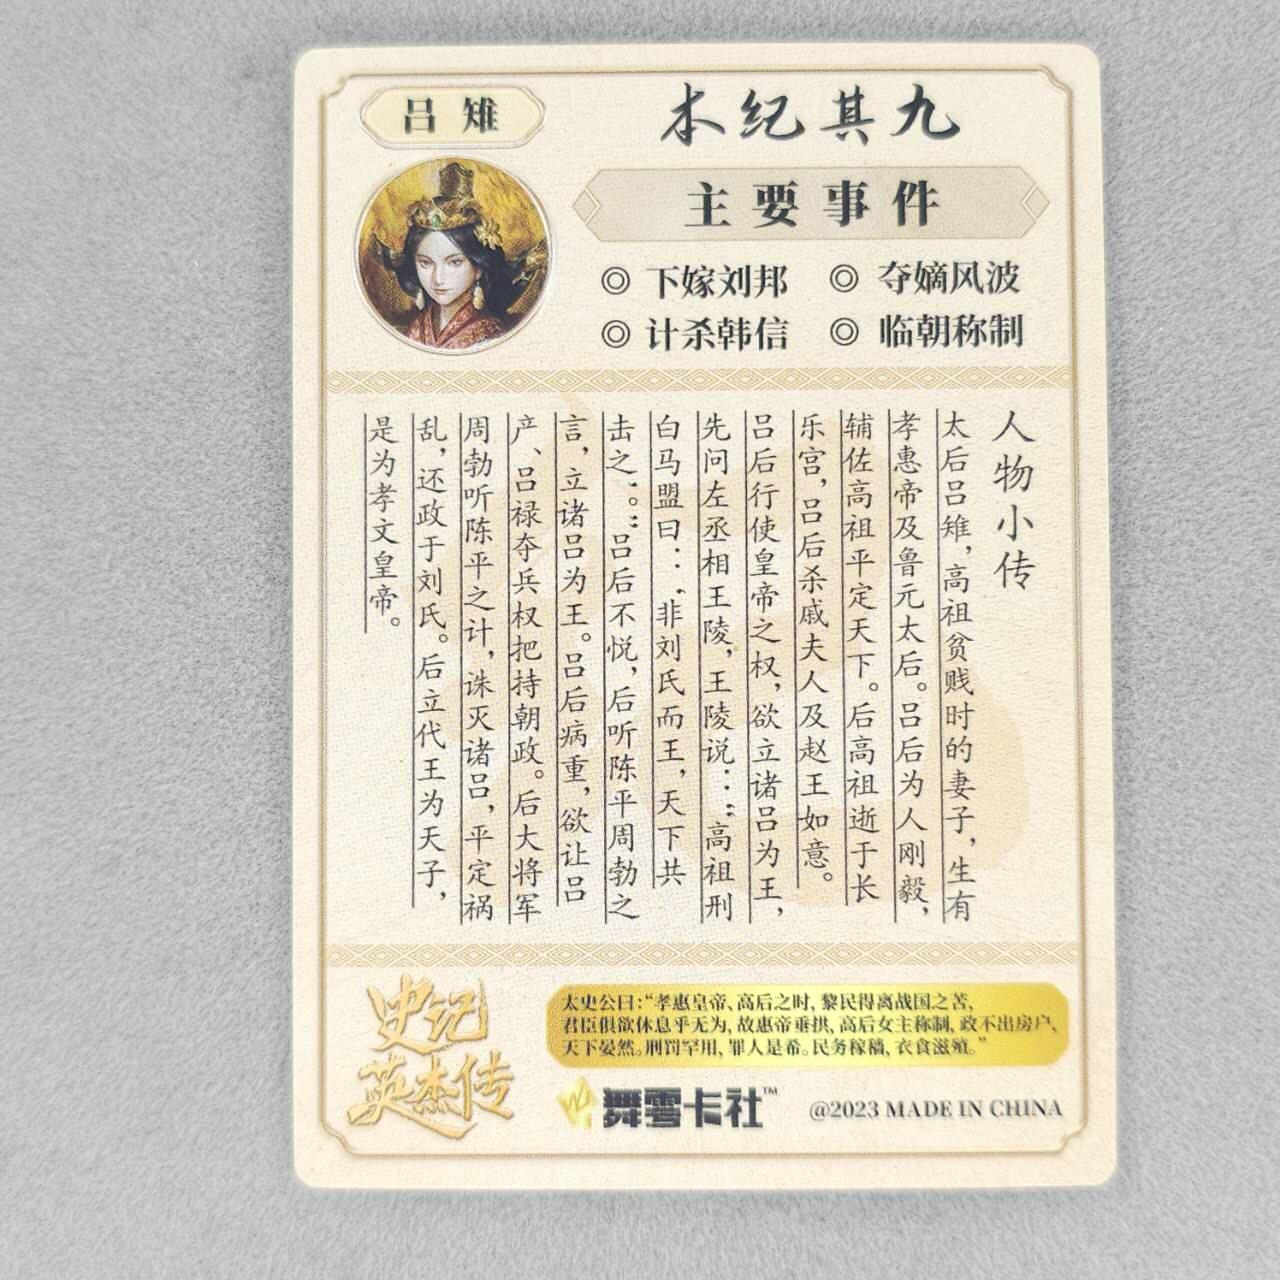 吕雉
本纪其九
主要事件
◎ 下嫁刘邦 ◎ 夺嫡风波
◎ 计杀韩信 ◎ 临朝称制
人物小传
太后吕雉，高祖贫贱时的妻子，生有
孝惠帝及鲁元太后。吕后为人刚毅，
辅佐高祖平定天下。后高祖逝于长
乐宫，吕后杀戚夫人及赵王如意。
吕后行使皇帝之权，欲立诸吕为王，
先问左丞相王陵，王陵说：“高祖刑
白马盟曰：‘非刘氏而王，天下共
击之’。”吕后不悦，后听陈平周勃之
言，立诸吕为王。吕后病重，欲让吕
产、吕禄夺兵权把持朝政。后大将军
周勃听陈平之计，诛灭诸吕，平定祸
乱，还政于刘氏。后立代王为天子，
是为孝文皇帝。
史记
英杰传
太史公曰：“孝惠皇帝、高后之时，黎民得离战国之苦，
君臣俱欲休息乎无为，故惠帝垂拱，高后女主称制，政不出房户，
天下晏然。刑罚罕用，罪人是希。民务稼穑，衣食滋殖。”
舞雩卡社™
@2023 MADE IN CHINA